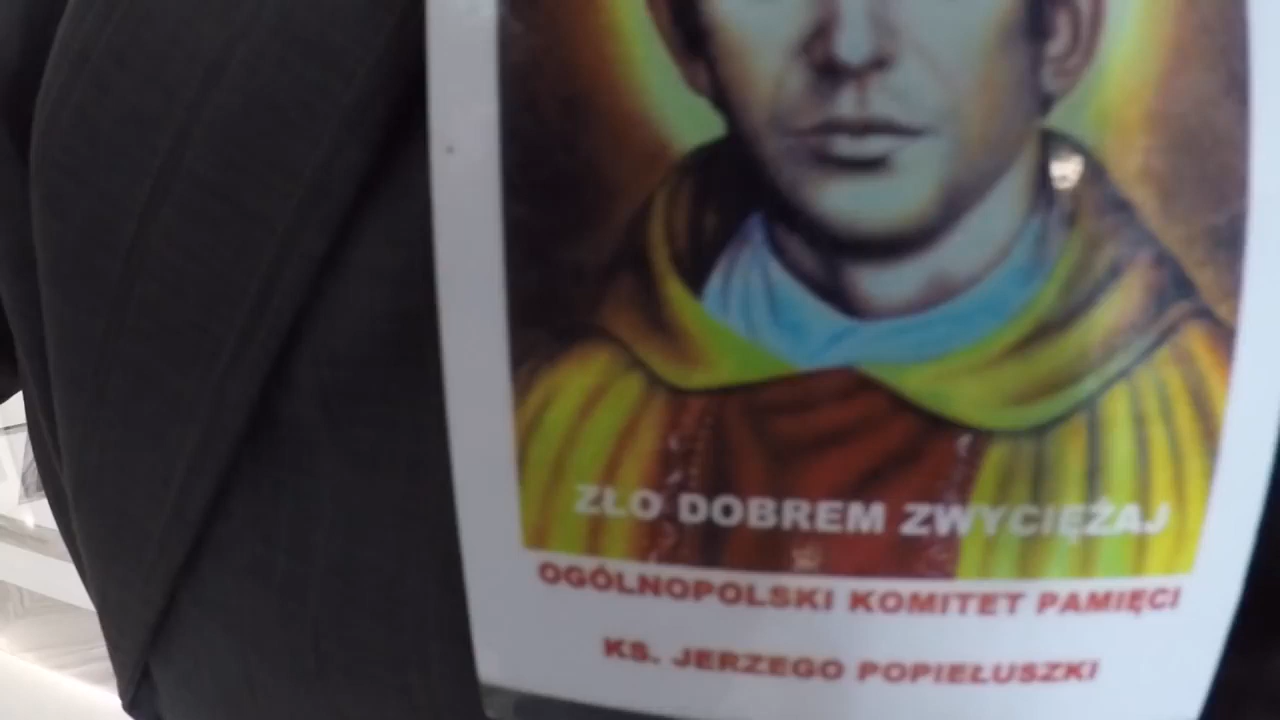 ZŁO DOBREM ZWYCIĘŻAJ
OGÓLNOPOLSKI KOMITET PAMIĘCI
KS. JERZEGO POPIEŁUSZKI